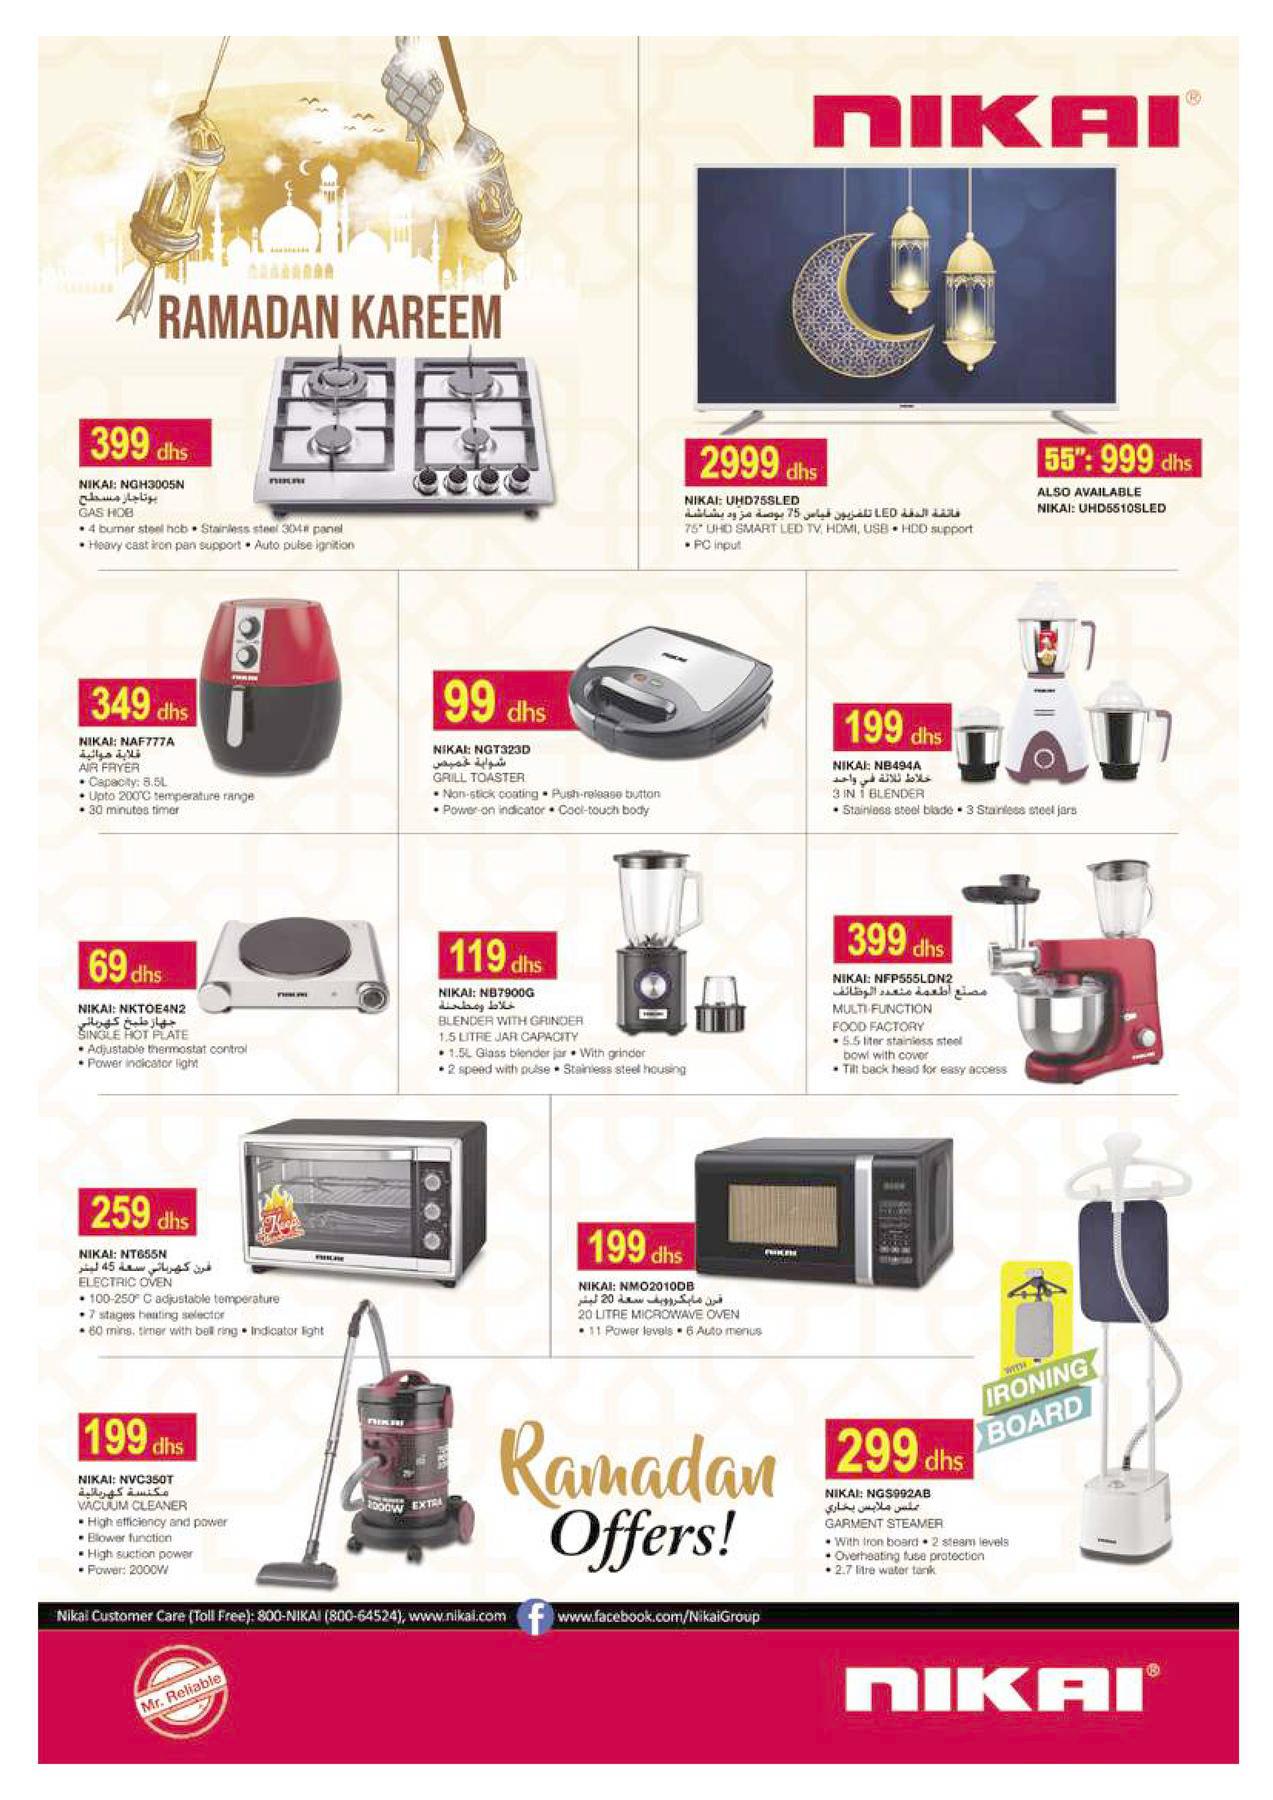 NIKAI®
RAMADAN KAREEM
NIKAI
399 dhs
NIKAI: NGH3005N
بوتاجاز مسطح
GAS HOB
• 4 burner steel hob • Stainless steel 304# panel
• Heavy cast iron pan support • Auto pulse ignition
2999 dhs
NIKAI: UHD75SLED
تلفزيون قياس 75 بوصة مزود بشاشة LED فائقة الدقة
75" UHD SMART LED TV, HDMI, USB • HDD support
• PC input
55": 999 dhs
ALSO AVAILABLE
NIKAI: UHD5510SLED
349 dhs
NIKAI: NAF777A
قلاية هوائية
AIR FRYER
• Capacity: 8.5L
• Upto 200°C temperature range
• 30 minutes timer
99 dhs
NIKAI: NGT323D
شواية تحميص
GRILL TOASTER
• Non-stick coating • Push-release button
• Power-on indicator • Cool-touch body
199 dhs
NIKAI: NB494A
خلاط ثلاثة في واحد
3 IN 1 BLENDER
• Stainless steel blade • 3 Stainless steel jars
69 dhs
NIKAI: NKTOE4N2
جهاز طبخ كهربائي
SINGLE HOT PLATE
• Adjustable thermostat control
• Power indicator light
NIKAI
119 dhs
NIKAI: NB7900G
خلاط ومطحنة
BLENDER WITH GRINDER
1.5 LITRE JAR CAPACITY
• 1.5L Glass blender jar • With grinder
• 2 speed with pulse • Stainless steel housing
399 dhs
NIKAI: NFP555LDN2
مصنع أطعمة متعدد الوظائف
MULTI-FUNCTION
FOOD FACTORY
• 5.5 liter stainless steel
bowl with cover
• Tilt back head for easy access
259 dhs
NIKAI: NT655N
فرن كهربائي سعة 45 ليتر
ELECTRIC OVEN
• 100-250° C adjustable temperature
• 7 stages heating selector
• 60 mins. timer with bell ring • Indicator light
Keep
NIKAI
199 dhs
NIKAI: NMO2010DB
فرن مايكروويف سعة 20 ليتر
20 LITRE MICROWAVE OVEN
• 11 Power levels • 6 Auto menus
NIKAI
WITH
IRONING
BOARD
199 dhs
NIKAI: NVC350T
مكنسة كهربائية
VACUUM CLEANER
• High efficiency and power
• Blower function
• High suction power
• Power: 2000W
NIKAI
2000W EXTRA
Ramadan
Offers!
299 dhs
NIKAI: NGS992AB
مملس ملابس بخاري
GARMENT STEAMER
• With Iron board • 2 steam levels
• Overheating fuse protection
• 2.7 litre water tank
Nikai Customer Care (Toll Free): 800-NIKAI (800-64524), www.nikai.com f www.facebook.com/NikaiGroup
Mr. Reliable
NIKAI®